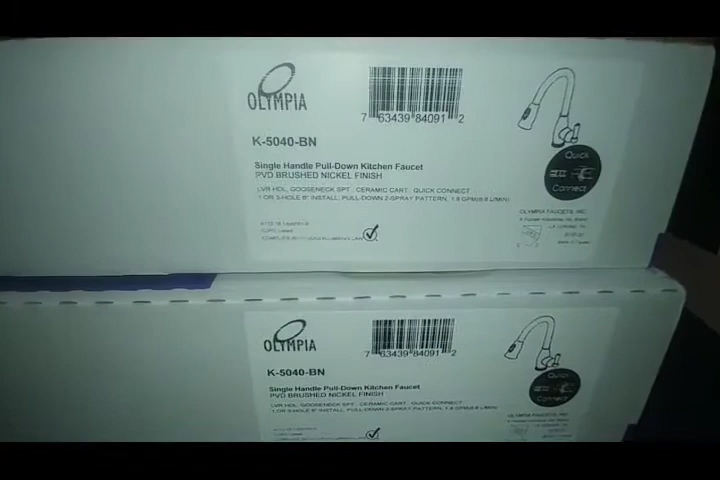 OLYMPIA
7 63439 84091 2
K-5040-BN
Single Handle Pull-Down Kitchen Faucet
PVD BRUSHED NICKEL FINISH
LVR HDL, GOOSENECK SPT, CERAMIC CART, QUICK CONNECT
1 OR 3-HOLE 8" INSTALL, PULL-DOWN 2-SPRAY PATTERN, 1.8 GPM(6.8 L/MIN)
Quick
Connect
OLYMPIA FAUCETS, INC.
OLYMPIA
7 63439 84091 2
K-5040-BN
Single Handle Pull-Down Kitchen Faucet
PVD BRUSHED NICKEL FINISH
LVR HDL, GOOSENECK SPT, CERAMIC CART, QUICK CONNECT
1 OR 3-HOLE 8" INSTALL, PULL-DOWN 2-SPRAY PATTERN, 1.8 GPM(6.8 L/MIN)
Quick
Connect
OLYMPIA FAUCETS, INC.